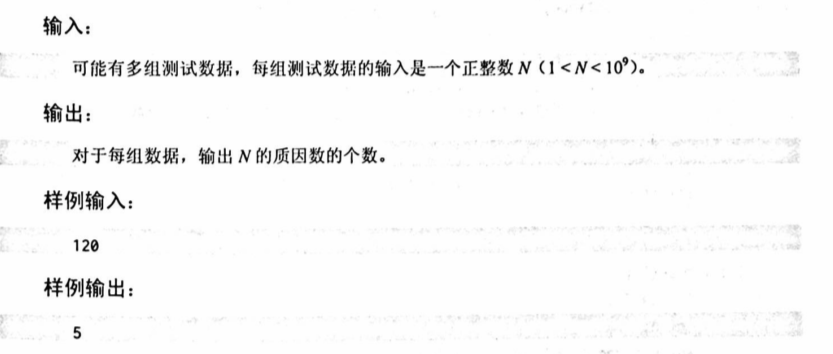 输入：
可能有多组测试数据，每组测试数据的输入是一个正整数 N（1 < N < 10⁹）。
输出：
对于每组数据，输出 N 的质因数的个数。
样例输入：
120
样例输出：
5